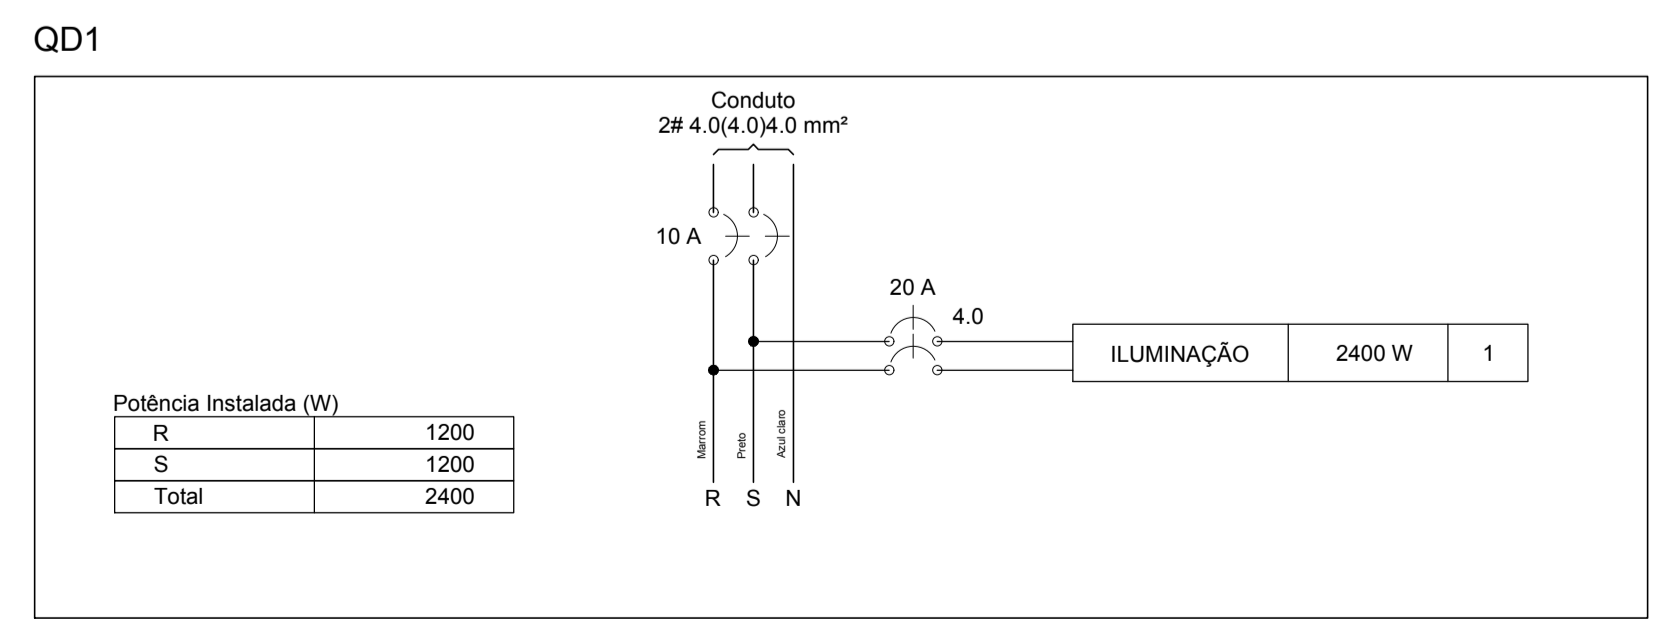 QD1
Conduto
2# 4.0(4.0)4.0 mm²
10 A
20 A
4.0
ILUMINAÇÃO 2400 W 1
Potência Instalada (W)
R 1200
S 1200
Total 2400
Marrom
Preto
Azul claro
R S N